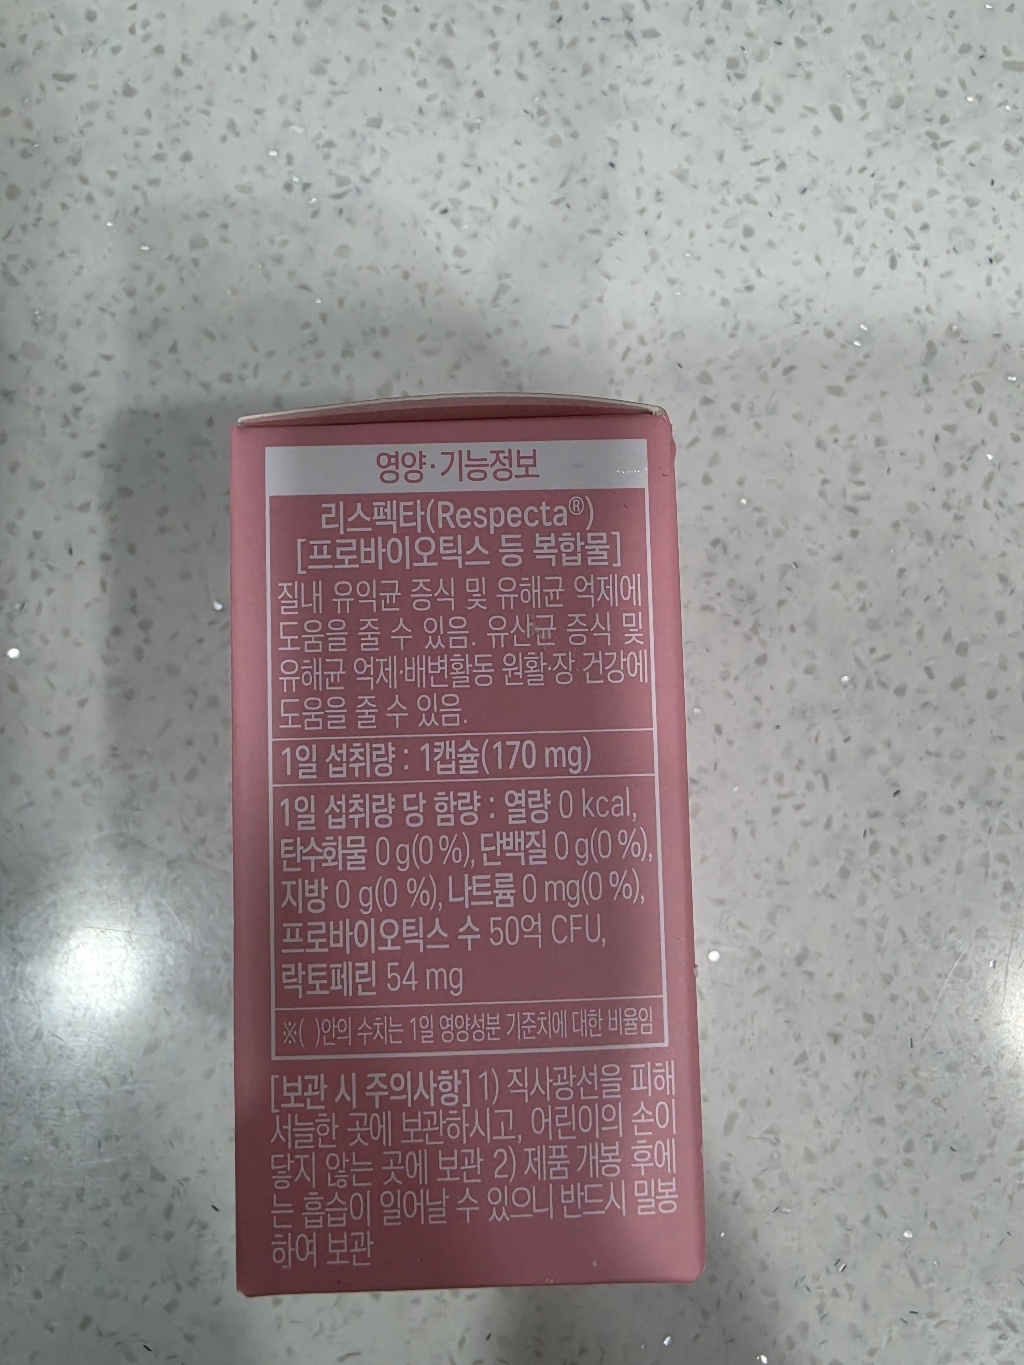 영양·기능정보
리스펙타(Respecta®)
[프로바이오틱스 등 복합물]
질내 유익균 증식 및 유해균 억제에
도움을 줄 수 있음. 유산균 증식 및
유해균 억제·배변활동 원활·장 건강에
도움을 줄 수 있음.
1일 섭취량 : 1캡슐(170 mg)
1일 섭취량 당 함량 : 열량 0 kcal,
탄수화물 0 g(0 %), 단백질 0 g(0 %),
지방 0 g(0 %), 나트륨 0 mg(0 %),
프로바이오틱스 수 50억 CFU,
락토페린 54 mg
※( )안의 수치는 1일 영양성분 기준치에 대한 비율임
[보관 시 주의사항] 1) 직사광선을 피해
서늘한 곳에 보관하시고, 어린이의 손이
닿지 않는 곳에 보관 2) 제품 개봉 후에
는 흡습이 일어날 수 있으니 반드시 밀봉
하여 보관